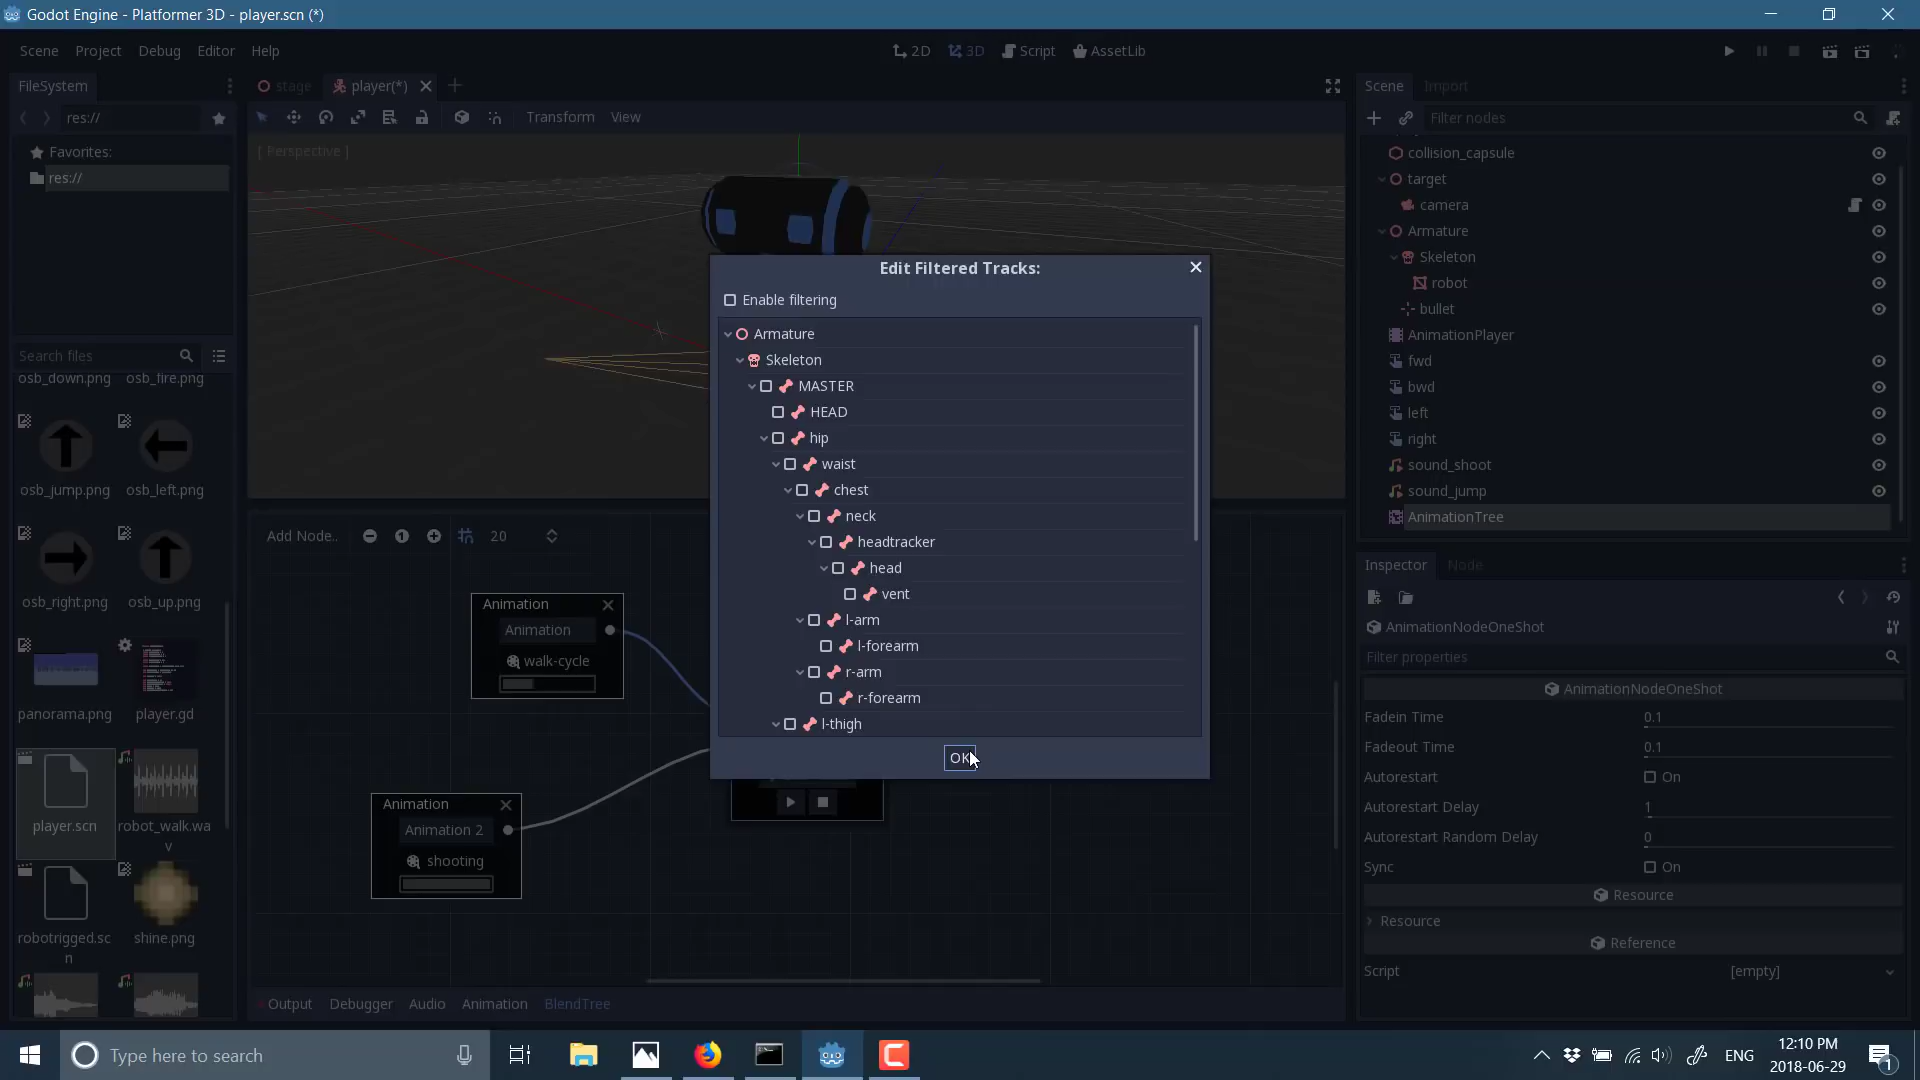 Godot Engine - Platformer 3D - player.scn (*)
Scene Project Debug Editor Help
2D 3D Script AssetLib
FileSystem
stage player(*)
Scene Import
res://
Transform View
Filter nodes
[ Perspective ]
Favorites:
res://
collision_capsule
target
camera
Armature
Skeleton
robot
bullet
AnimationPlayer
fwd
bwd
left
right
sound_shoot
sound_jump
AnimationTree
Edit Filtered Tracks:
Enable filtering
Armature
Skeleton
MASTER
HEAD
hip
waist
chest
neck
headtracker
head
vent
l-arm
l-forearm
r-arm
r-forearm
l-thigh
OK
Search files
osb_down.png osb_fire.png
osb_jump.png osb_left.png
osb_right.png osb_up.png
panorama.png player.gd
player.scn robot_walk.wa
v
robotrigged.sc shine.png
n
Add Node.. 20
Animation
Animation
walk-cycle
Animation
Animation 2
shooting
Inspector Node
AnimationNodeOneShot
Filter properties
AnimationNodeOneShot
Fadein Time 0.1
Fadeout Time 0.1
Autorestart On
Autorestart Delay 1
Autorestart Random Delay 0
Sync On
Resource
Resource
Reference
Script [empty]
Output Debugger Audio Animation BlendTree
Type here to search
ENG
12:10 PM
2018-06-29
1